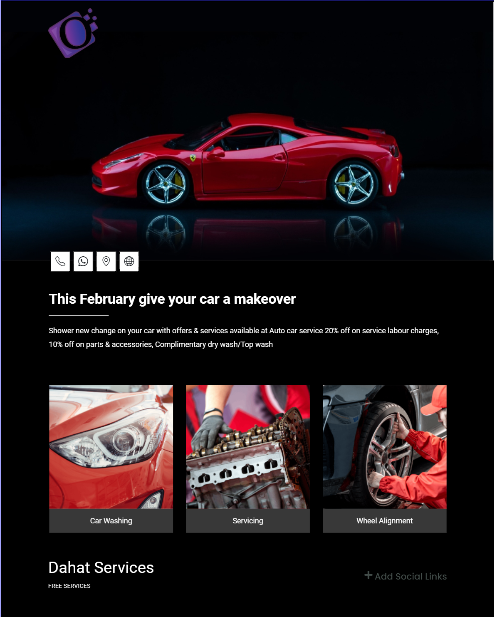 This February give your car a makeover
Shower new change on your car with offers & services available at Auto car service 20% off on service labour charges,
10% off on parts & accessories, Complimentary dry wash/Top wash
Car Washing
Servicing
Wheel Alignment
Dahat Services
FREE SERVICES
+ Add Social Links